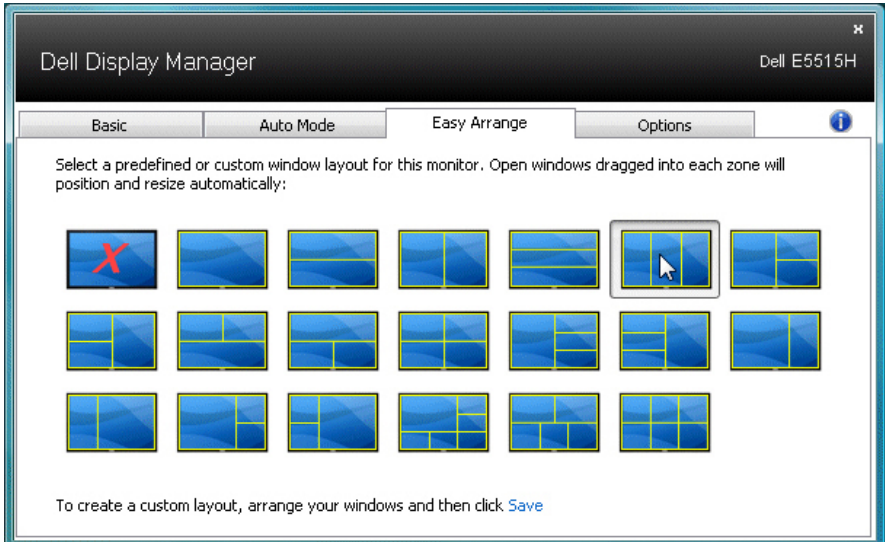 x
Dell Display Manager
Dell E5515H
Basic
Auto Mode
Easy Arrange
Options
i
Select a predefined or custom window layout for this monitor. Open windows dragged into each zone will
position and resize automatically:
X
To create a custom layout, arrange your windows and then click Save